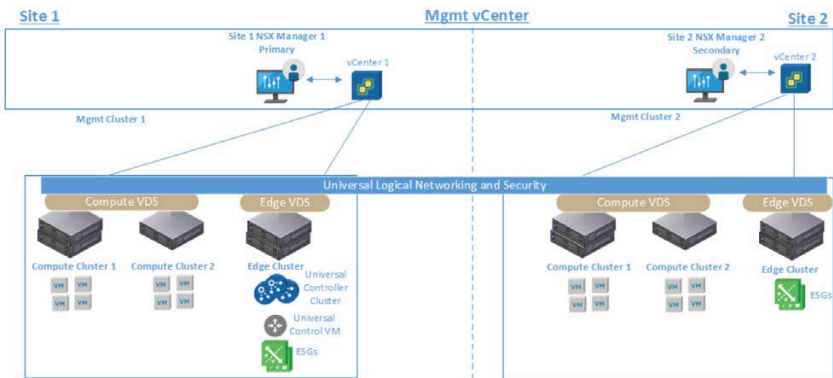 Site 1
Mgmt vCenter
Site 2
Site 1 NSX Manager 1
Primary
vCenter 1
Site 2 NSX Manager 2
Secondary
vCenter 2
Mgmt Cluster 1
Mgmt Cluster 2
Universal Logical Networking and Security
Compute VDS
Edge VDS
Compute VDS
Edge VDS
Compute Cluster 1
Compute Cluster 2
Edge Cluster
Compute Cluster 1
Compute Cluster 2
Edge Cluster
VM VM
VM VM
VM VM
VM VM
Universal
Controller
Cluster
Universal
Control VM
ESGs
VM VM
VM VM
VM VM
VM VM
ESGs